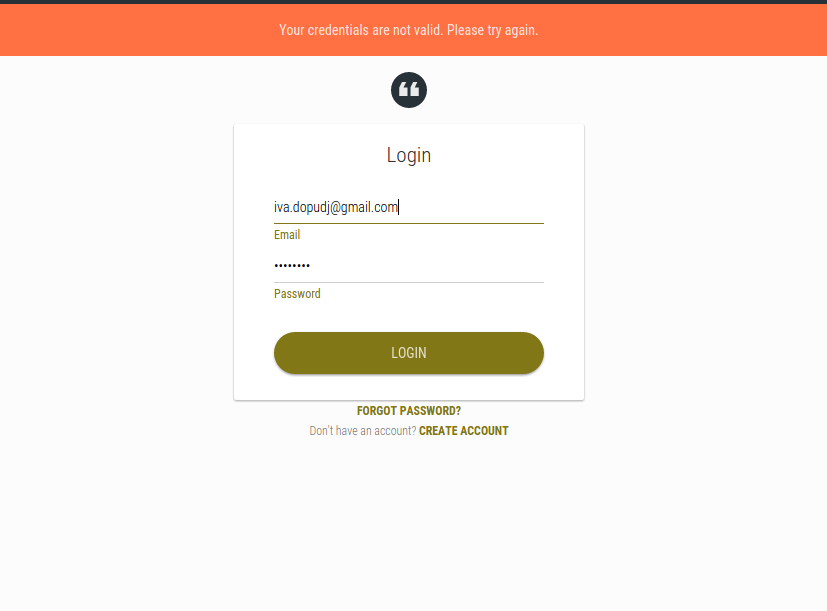 Your credentials are not valid. Please try again.
Login
iva.dopudj@gmail.com
Email
••••••••
Password
LOGIN
FORGOT PASSWORD?
Don't have an account? CREATE ACCOUNT